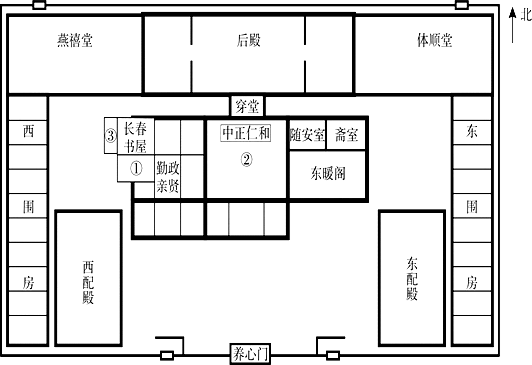 北
燕禧堂
后殿
体顺堂
穿堂
西
围
房
③
长春
书屋
①
勤政
亲贤
中正仁和
②
随安室
斋室
东暖阁
东
围
房
西配殿
东配殿
养心门